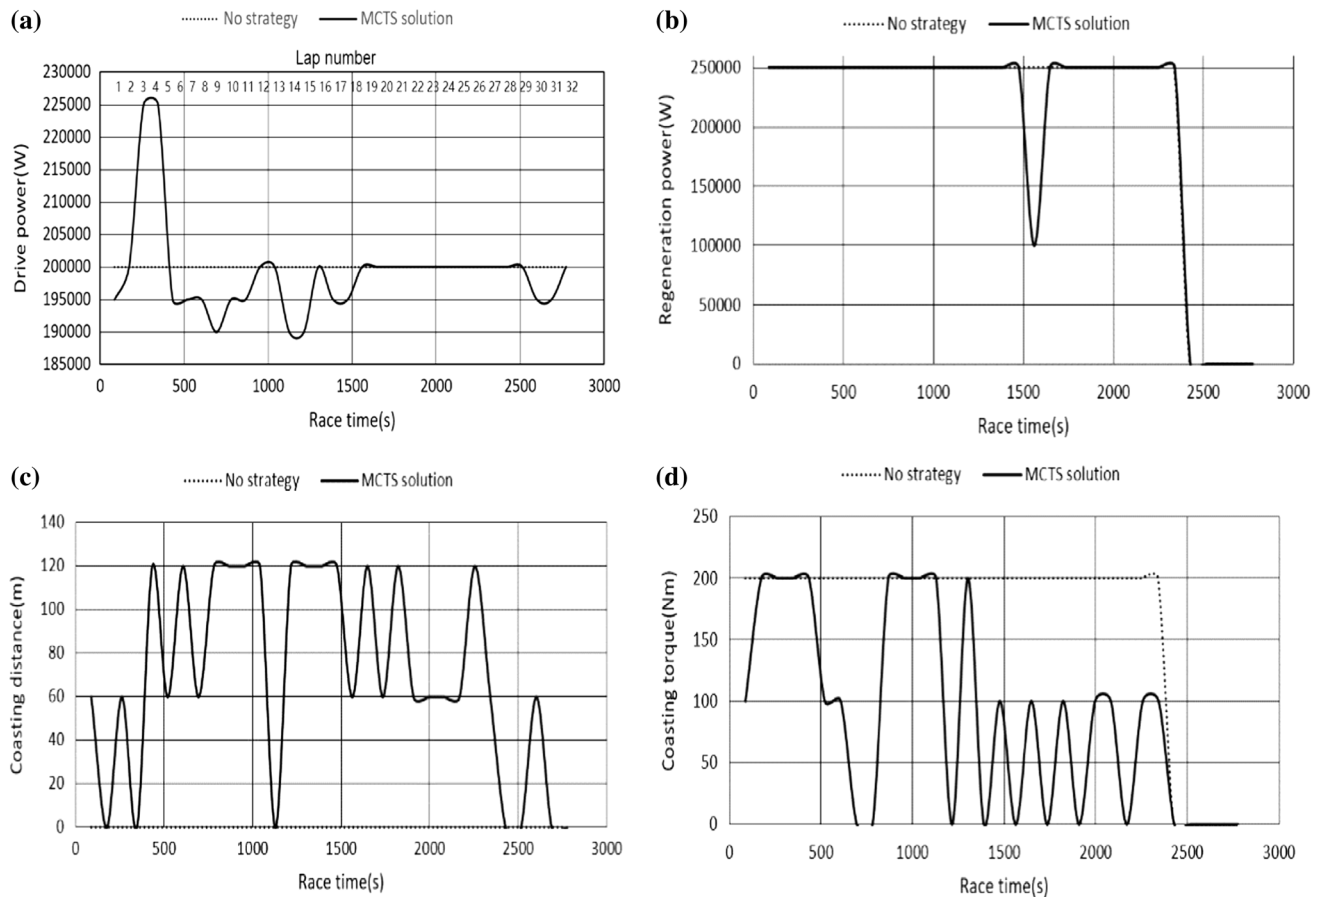 (a)
No strategy MCTS solution
Lap number
1 2 3 4 5 6 7 8 9 10 11 12 13 14 15 16 17 18 19 20 21 22 23 24 25 26 27 28 29 30 31 32
230000
225000
220000
215000
210000
205000
200000
195000
190000
185000
Drive power(W)
0 500 1000 1500 2000 2500 3000
Race time(s)
(b)
No strategy MCTS solution
250000
200000
150000
100000
50000
0
Regeneration power(W)
0 500 1000 1500 2000 2500 3000
Race time(s)
(c)
No strategy MCTS solution
140
120
100
80
60
40
20
0
Coasting distance(m)
0 500 1000 1500 2000 2500 3000
Race time(s)
(d)
No strategy MCTS solution
250
200
150
100
50
0
Coasting torque(Nm)
0 500 1000 1500 2000 2500 3000
Race time(s)